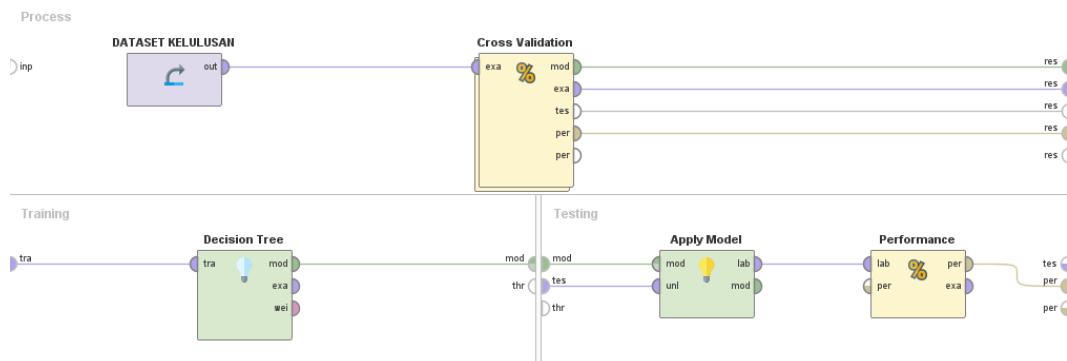 Process
DATASET KELULUSAN
Cross Validation
inp
out
exa
mod
res
exa
res
tes
res
per
res
per
res
Training
Testing
Decision Tree
Apply Model
Performance
tra
tra
mod
mod
mod
mod
lab
lab
per
tes
exa
thr
tes
unl
mod
per
exa
per
wei
thr
per